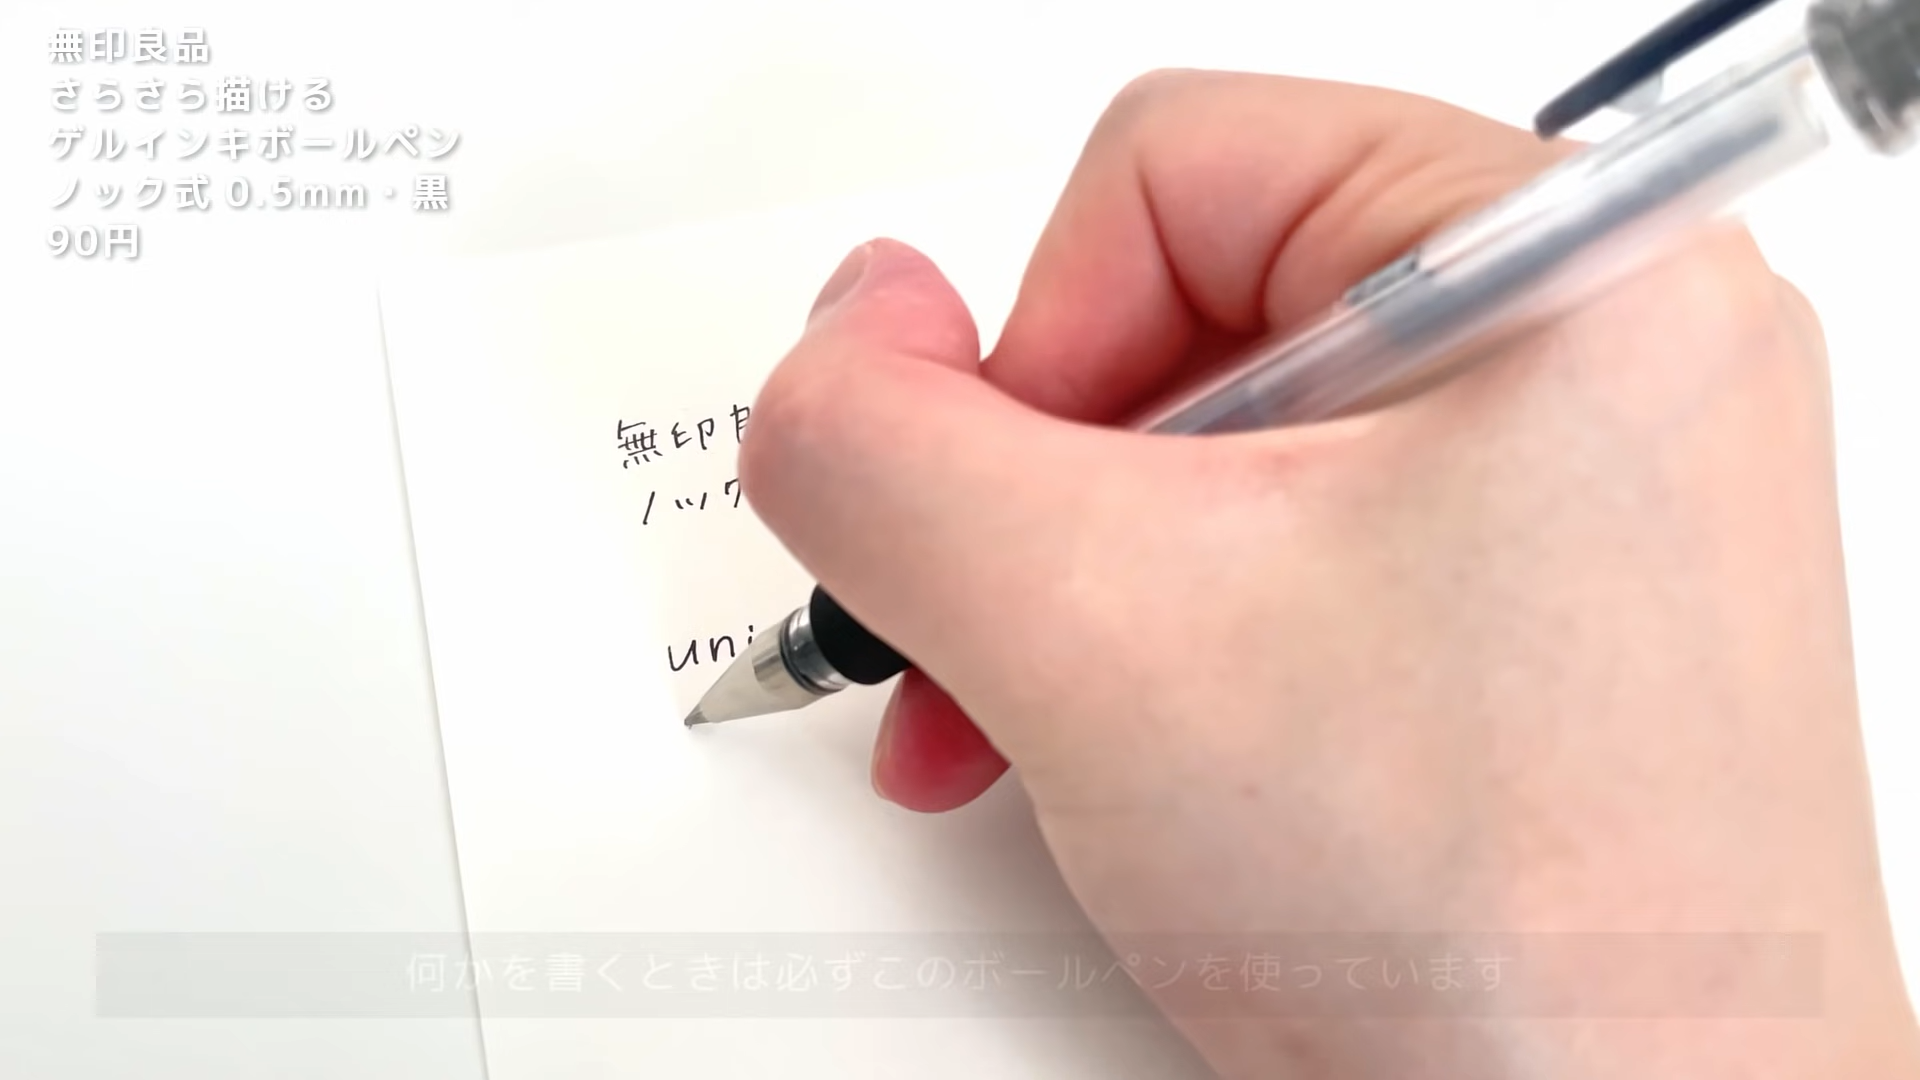 無印良品
さらさら描ける
ゲルインキボールペン
ノック式 0.5mm・黒
90円
無印
ノック
uni
何かを書くときは必ずこのボールペンを使っています